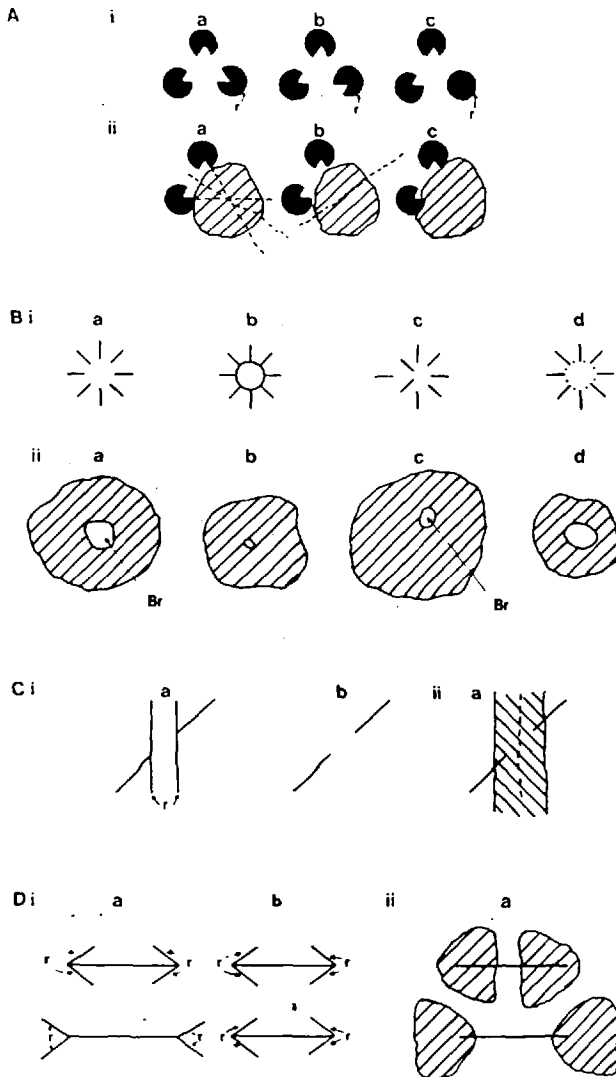 A i a b c
r r r
ii a b c
B i a b c d
ii a b c d
Br Br
C i a b ii a
r
D i a b ii a
r r r r
r r r r